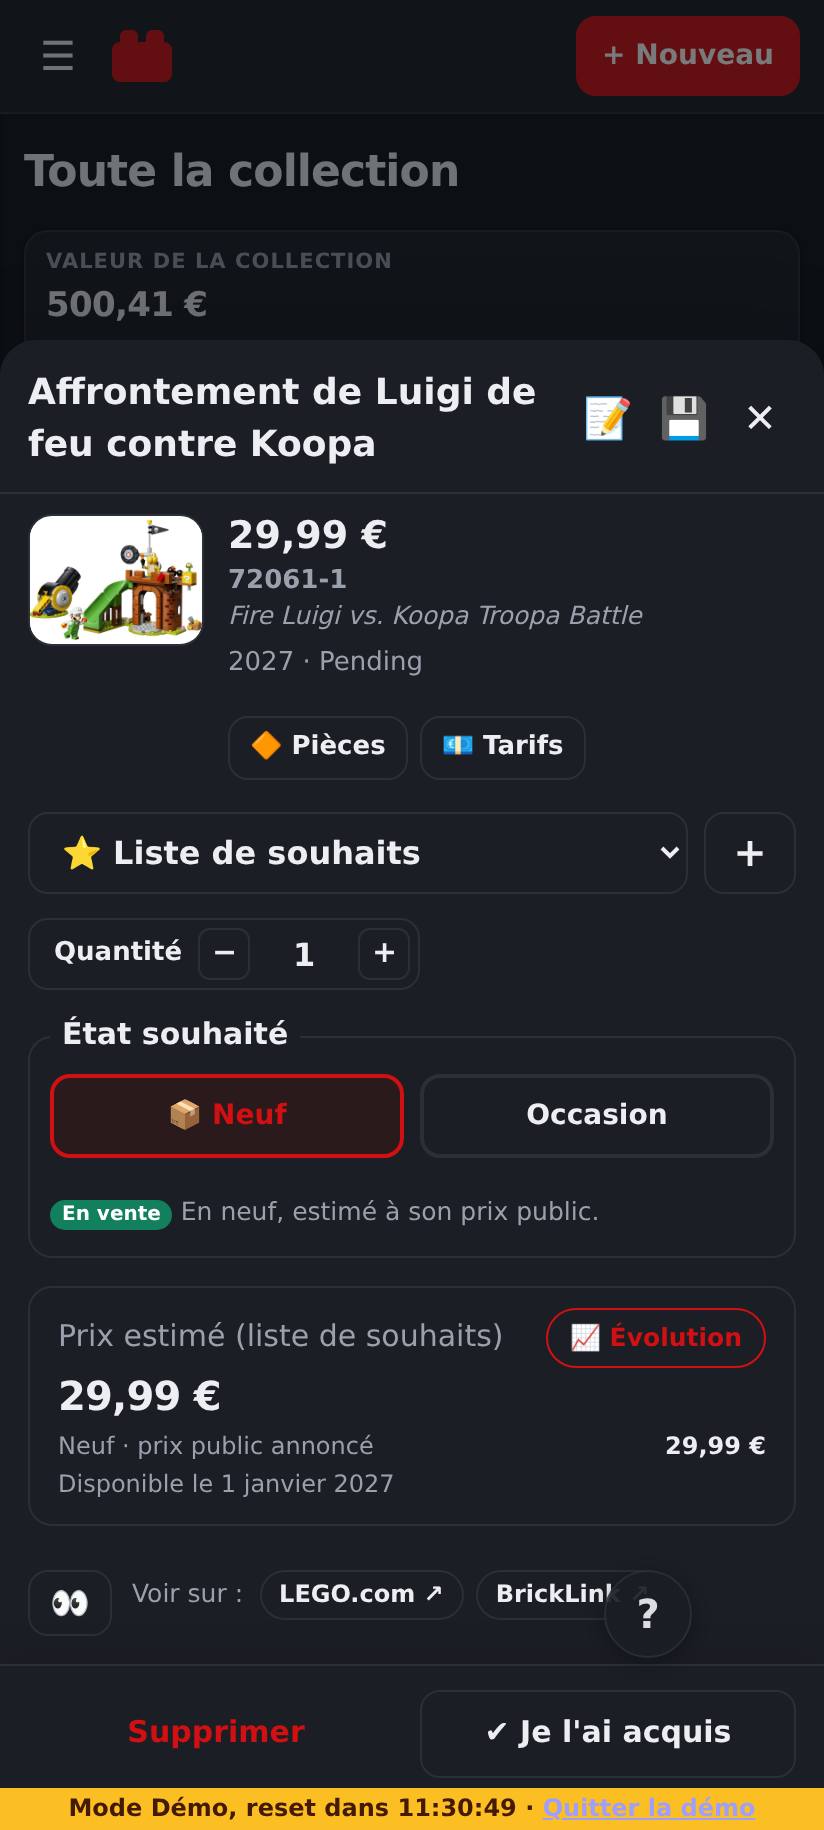 ☰ + Nouveau
Toute la collection
VALEUR DE LA COLLECTION
500,41 €
Affrontement de Luigi de
feu contre Koopa
✕
29,99 €
72061-1
Fire Luigi vs. Koopa Troopa Battle
2027 · Pending
🔶 Pièces 💶 Tarifs
⭐ Liste de souhaits +
Quantité − 1 +
État souhaité
📦 Neuf Occasion
En vente En neuf, estimé à son prix public.
Prix estimé (liste de souhaits) 📈 Évolution
29,99 €
Neuf · prix public annoncé 29,99 €
Disponible le 1 janvier 2027
👀 Voir sur : LEGO.com ↗ BrickLink ↗
?
Supprimer ✔ Je l'ai acquis
Mode Démo, reset dans 11:30:49 · Quitter la démo